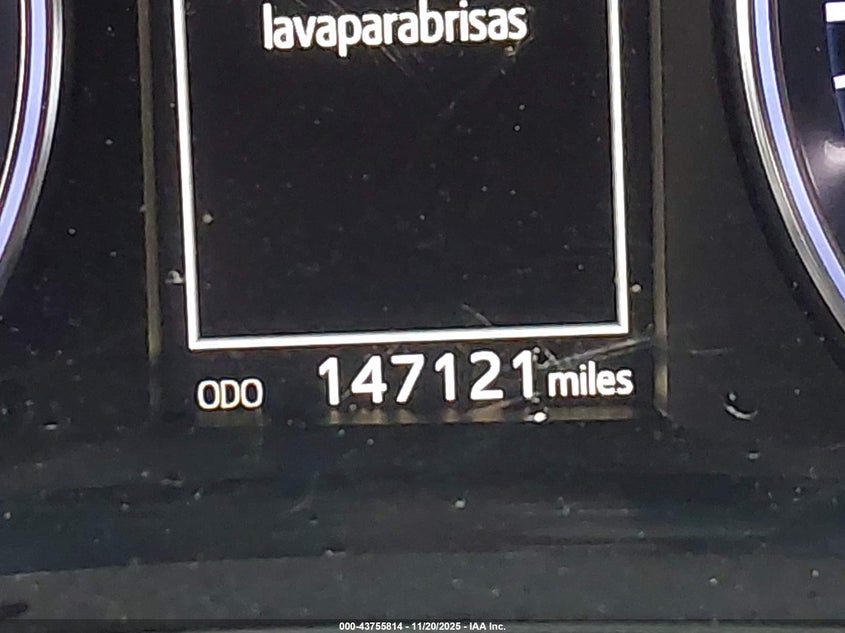 lavaparabrisas
ODO 147121 miles
000-43755814 - 11/20/2025 - IAA Inc.